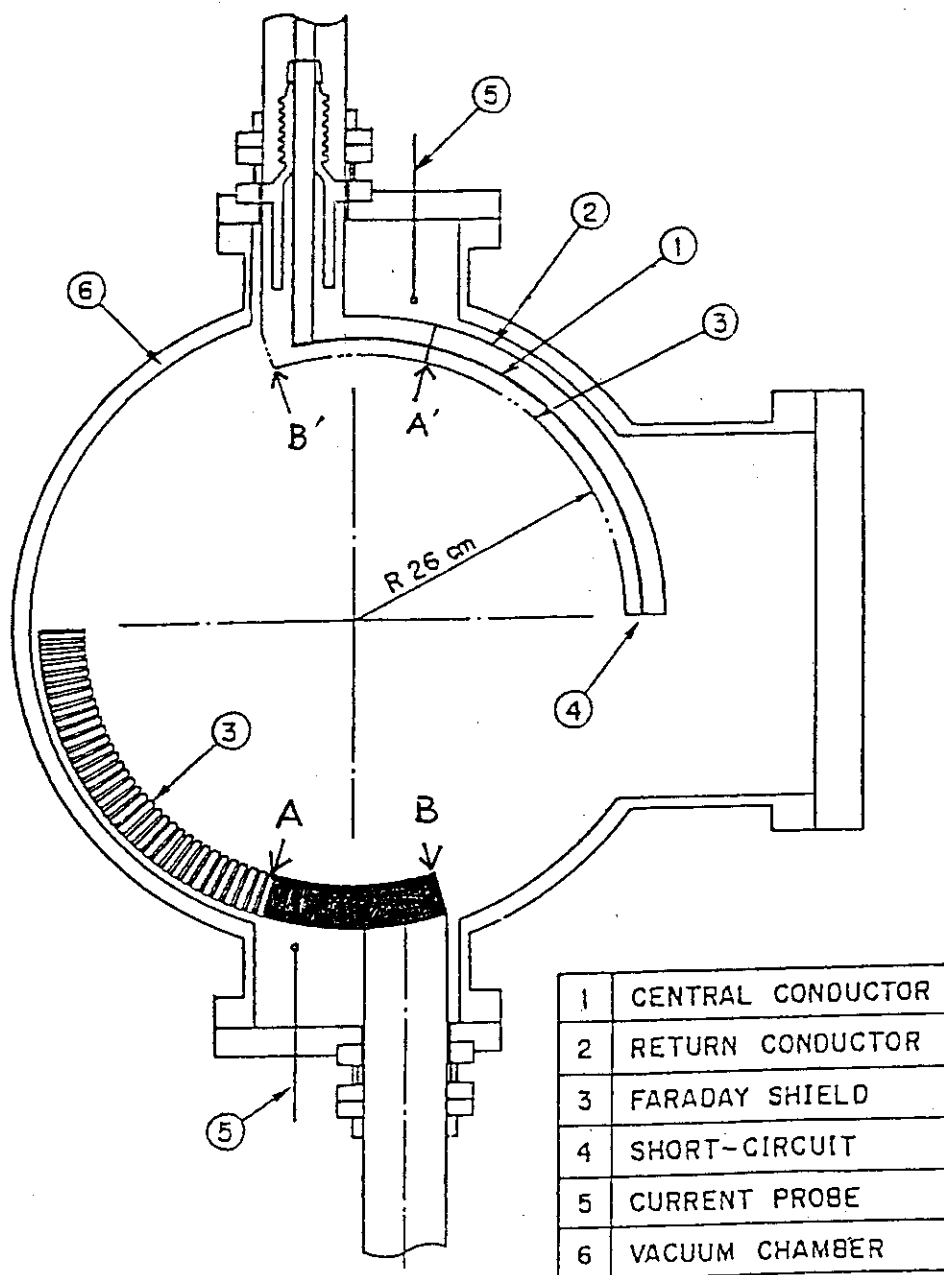 5
2
1
6
3
B′
A′
R 26 cm
4
3
A
B
5
1 CENTRAL CONDUCTOR
2 RETURN CONDUCTOR
3 FARADAY SHIELD
4 SHORT-CIRCUIT
5 CURRENT PROBE
6 VACUUM CHAMBER